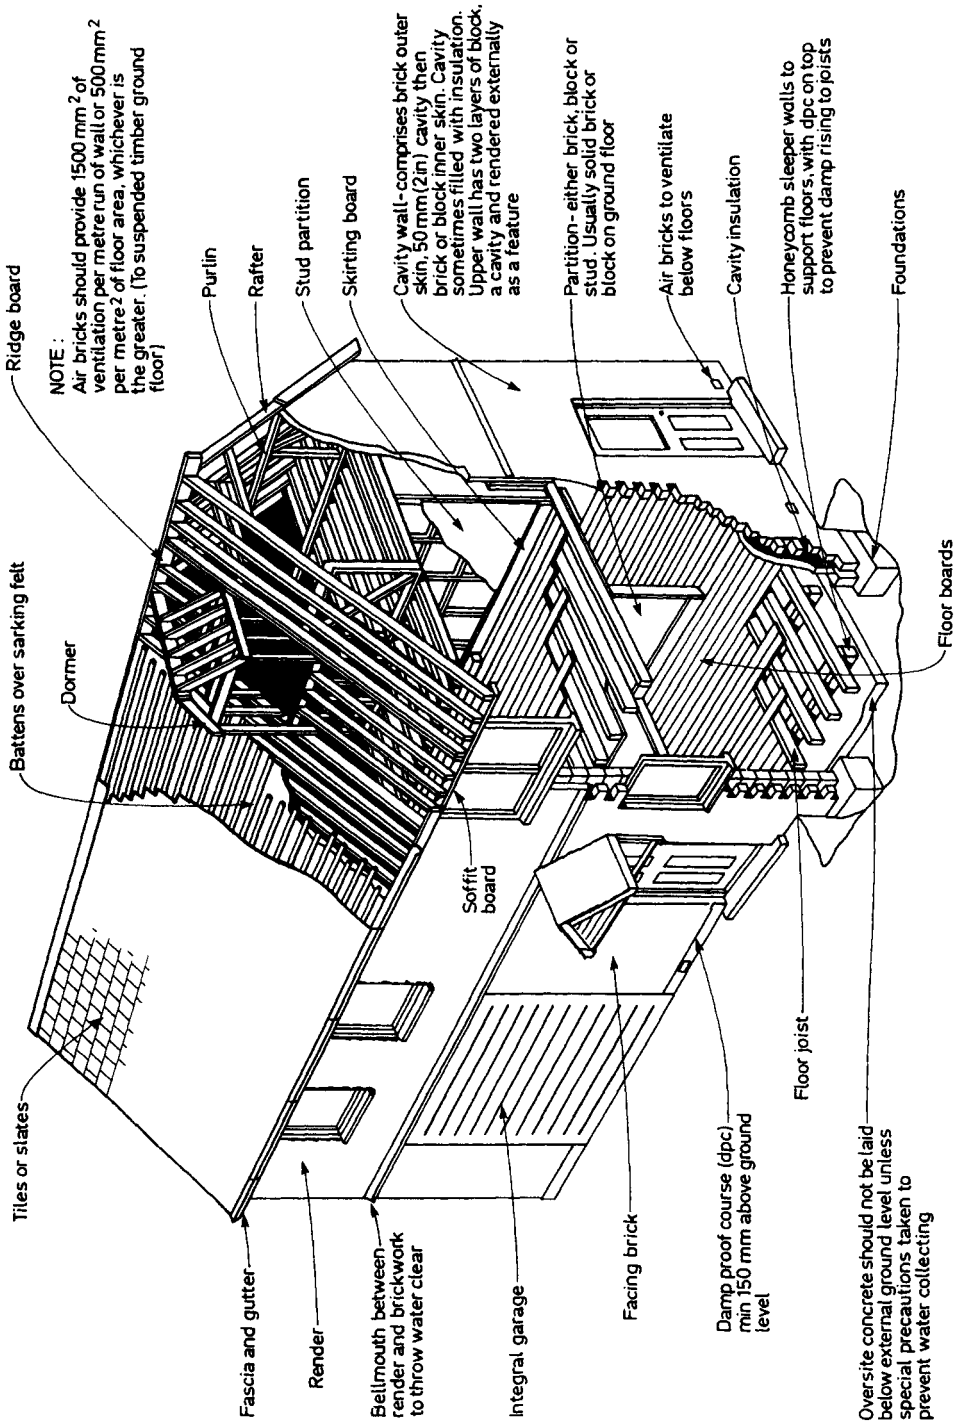 Tiles or slates
Battens over sarking felt
Dormer
Ridge board
NOTE :
Air bricks should provide 1500mm² of
ventilation per metre run of wall or 500mm²
per metre² of floor area, whichever is
the greater. (To suspended timber ground
floor)
Purlin
Rafter
Stud partition
Skirting board
Cavity wall-comprises brick outer
skin, 50mm(2in) cavity then
brick or block inner skin. Cavity
sometimes filled with insulation.
Upper wall has two layers of block,
a cavity and rendered externally
as a feature
Partition- either brick, block or
stud. Usually solid brick or
block on ground floor
Air bricks to ventilate
below floors
Cavity insulation
Honeycomb sleeper walls to
support floors, with dpc on top
to prevent damp rising to joists
Foundations
Fascia and gutter
Render
Bellmouth between
render and brickwork
to throw water clear
Integral garage
Soffit
board
Facing brick
Damp proof course (dpc)
min 150 mm above ground
level
Floor joist
Floor boards
Oversite concrete should not be laid
below external ground level unless
special precautions taken to
prevent water collecting